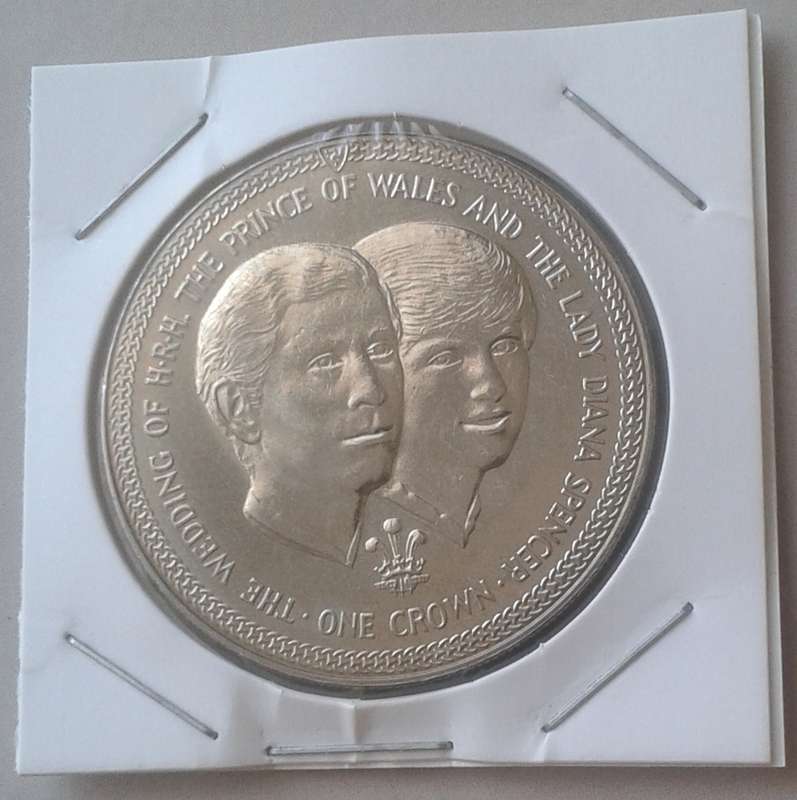 THE WEDDING OF H·R·H. THE PRINCE OF WALES AND THE LADY DIANA SPENCER·
ONE CROWN·